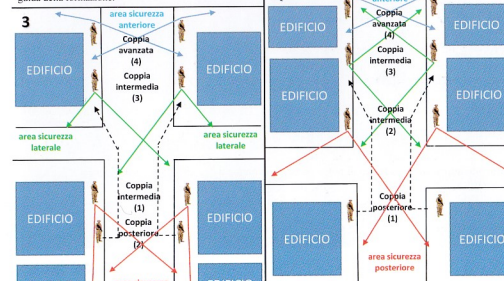 3
area sicurezza
anteriore
Coppia
avanzata
(4)
Coppia
intermedia
(3)
EDIFICIO
EDIFICIO
area sicurezza
laterale
area sicurezza
laterale
Coppia
intermedia
(1)
Coppia
posteriore
(2)
EDIFICIO
EDIFICIO
Coppia
avanzata
(4)
Coppia
intermedia
(3)
EDIFICIO
EDIFICIO
EDIFICIO
EDIFICIO
Coppia
intermedia
(2)
Coppia
posteriore
(1)
EDIFICIO
EDIFICIO
area sicurezza
posteriore